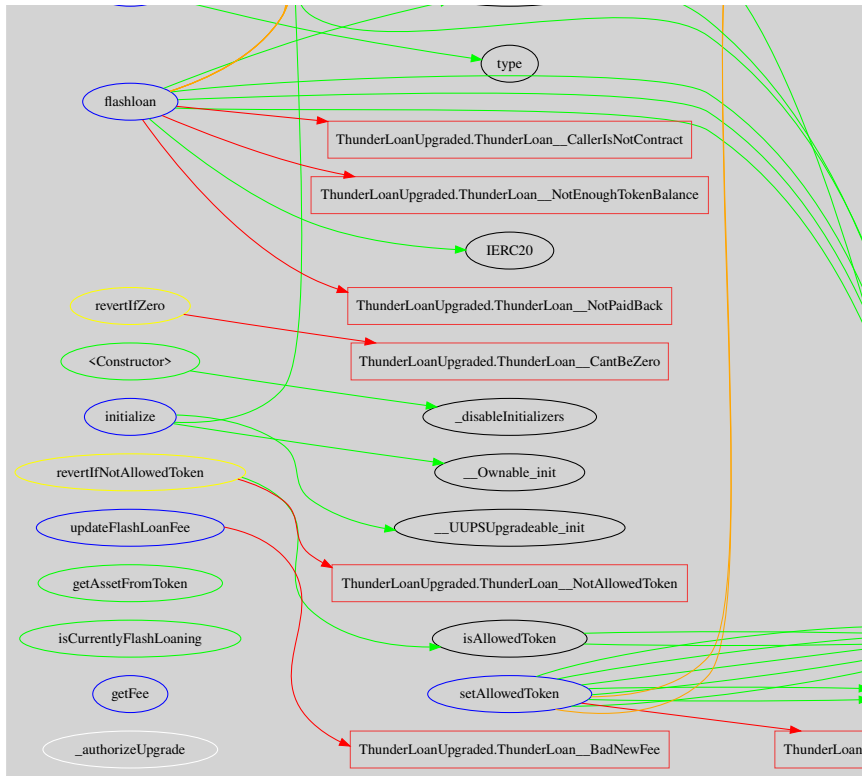 type
flashloan
ThunderLoanUpgraded.ThunderLoan__CallerIsNotContract
ThunderLoanUpgraded.ThunderLoan__NotEnoughTokenBalance
IERC20
revertIfZero
ThunderLoanUpgraded.ThunderLoan__NotPaidBack
<Constructor>
ThunderLoanUpgraded.ThunderLoan__CantBeZero
initialize
_disableInitializers
revertIfNotAllowedToken
__Ownable_init
updateFlashLoanFee
__UUPSUpgradeable_init
getAssetFromToken
ThunderLoanUpgraded.ThunderLoan__NotAllowedToken
isCurrentlyFlashLoaning
isAllowedToken
getFee
setAllowedToken
_authorizeUpgrade
ThunderLoanUpgraded.ThunderLoan__BadNewFee
ThunderLoan